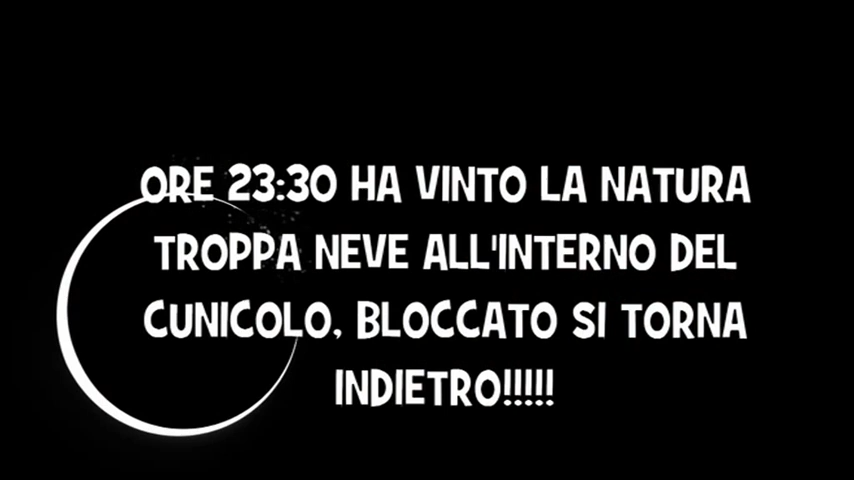 ORE 23:30 HA VINTO LA NATURA
TROPPA NEVE ALL'INTERNO DEL
CUNICOLO, BLOCCATO SI TORNA
INDIETRO!!!!!